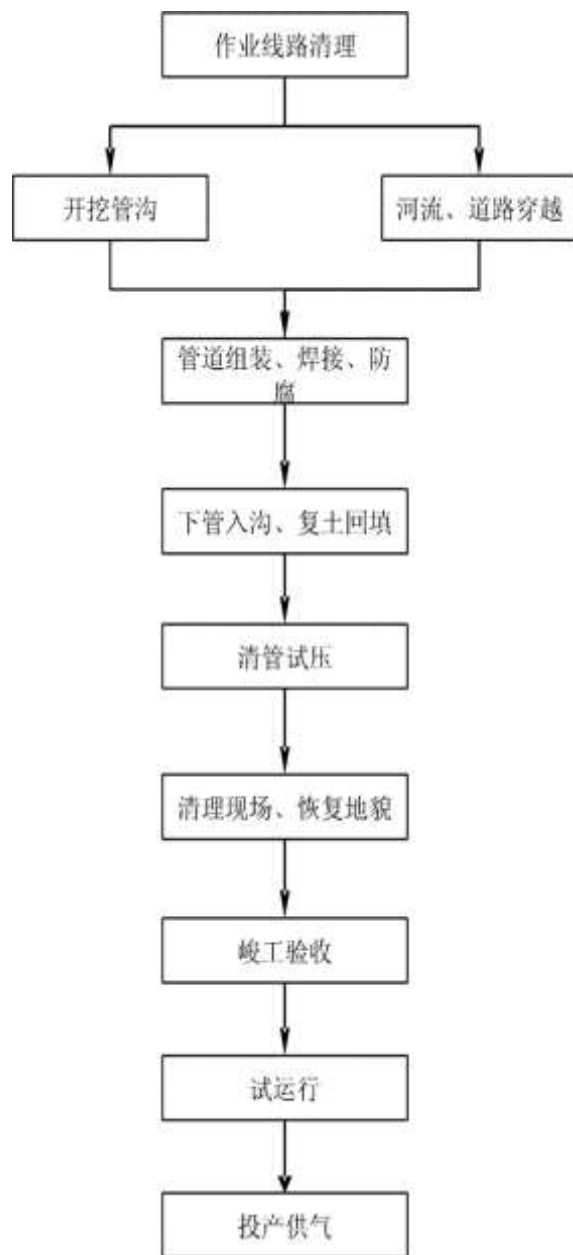 作业线路清理
开挖管沟
河流、道路穿越
管道组装、焊接、防
腐
下管入沟、复土回填
清管试压
清理现场、恢复地貌
峻工验收
试运行
投产供气